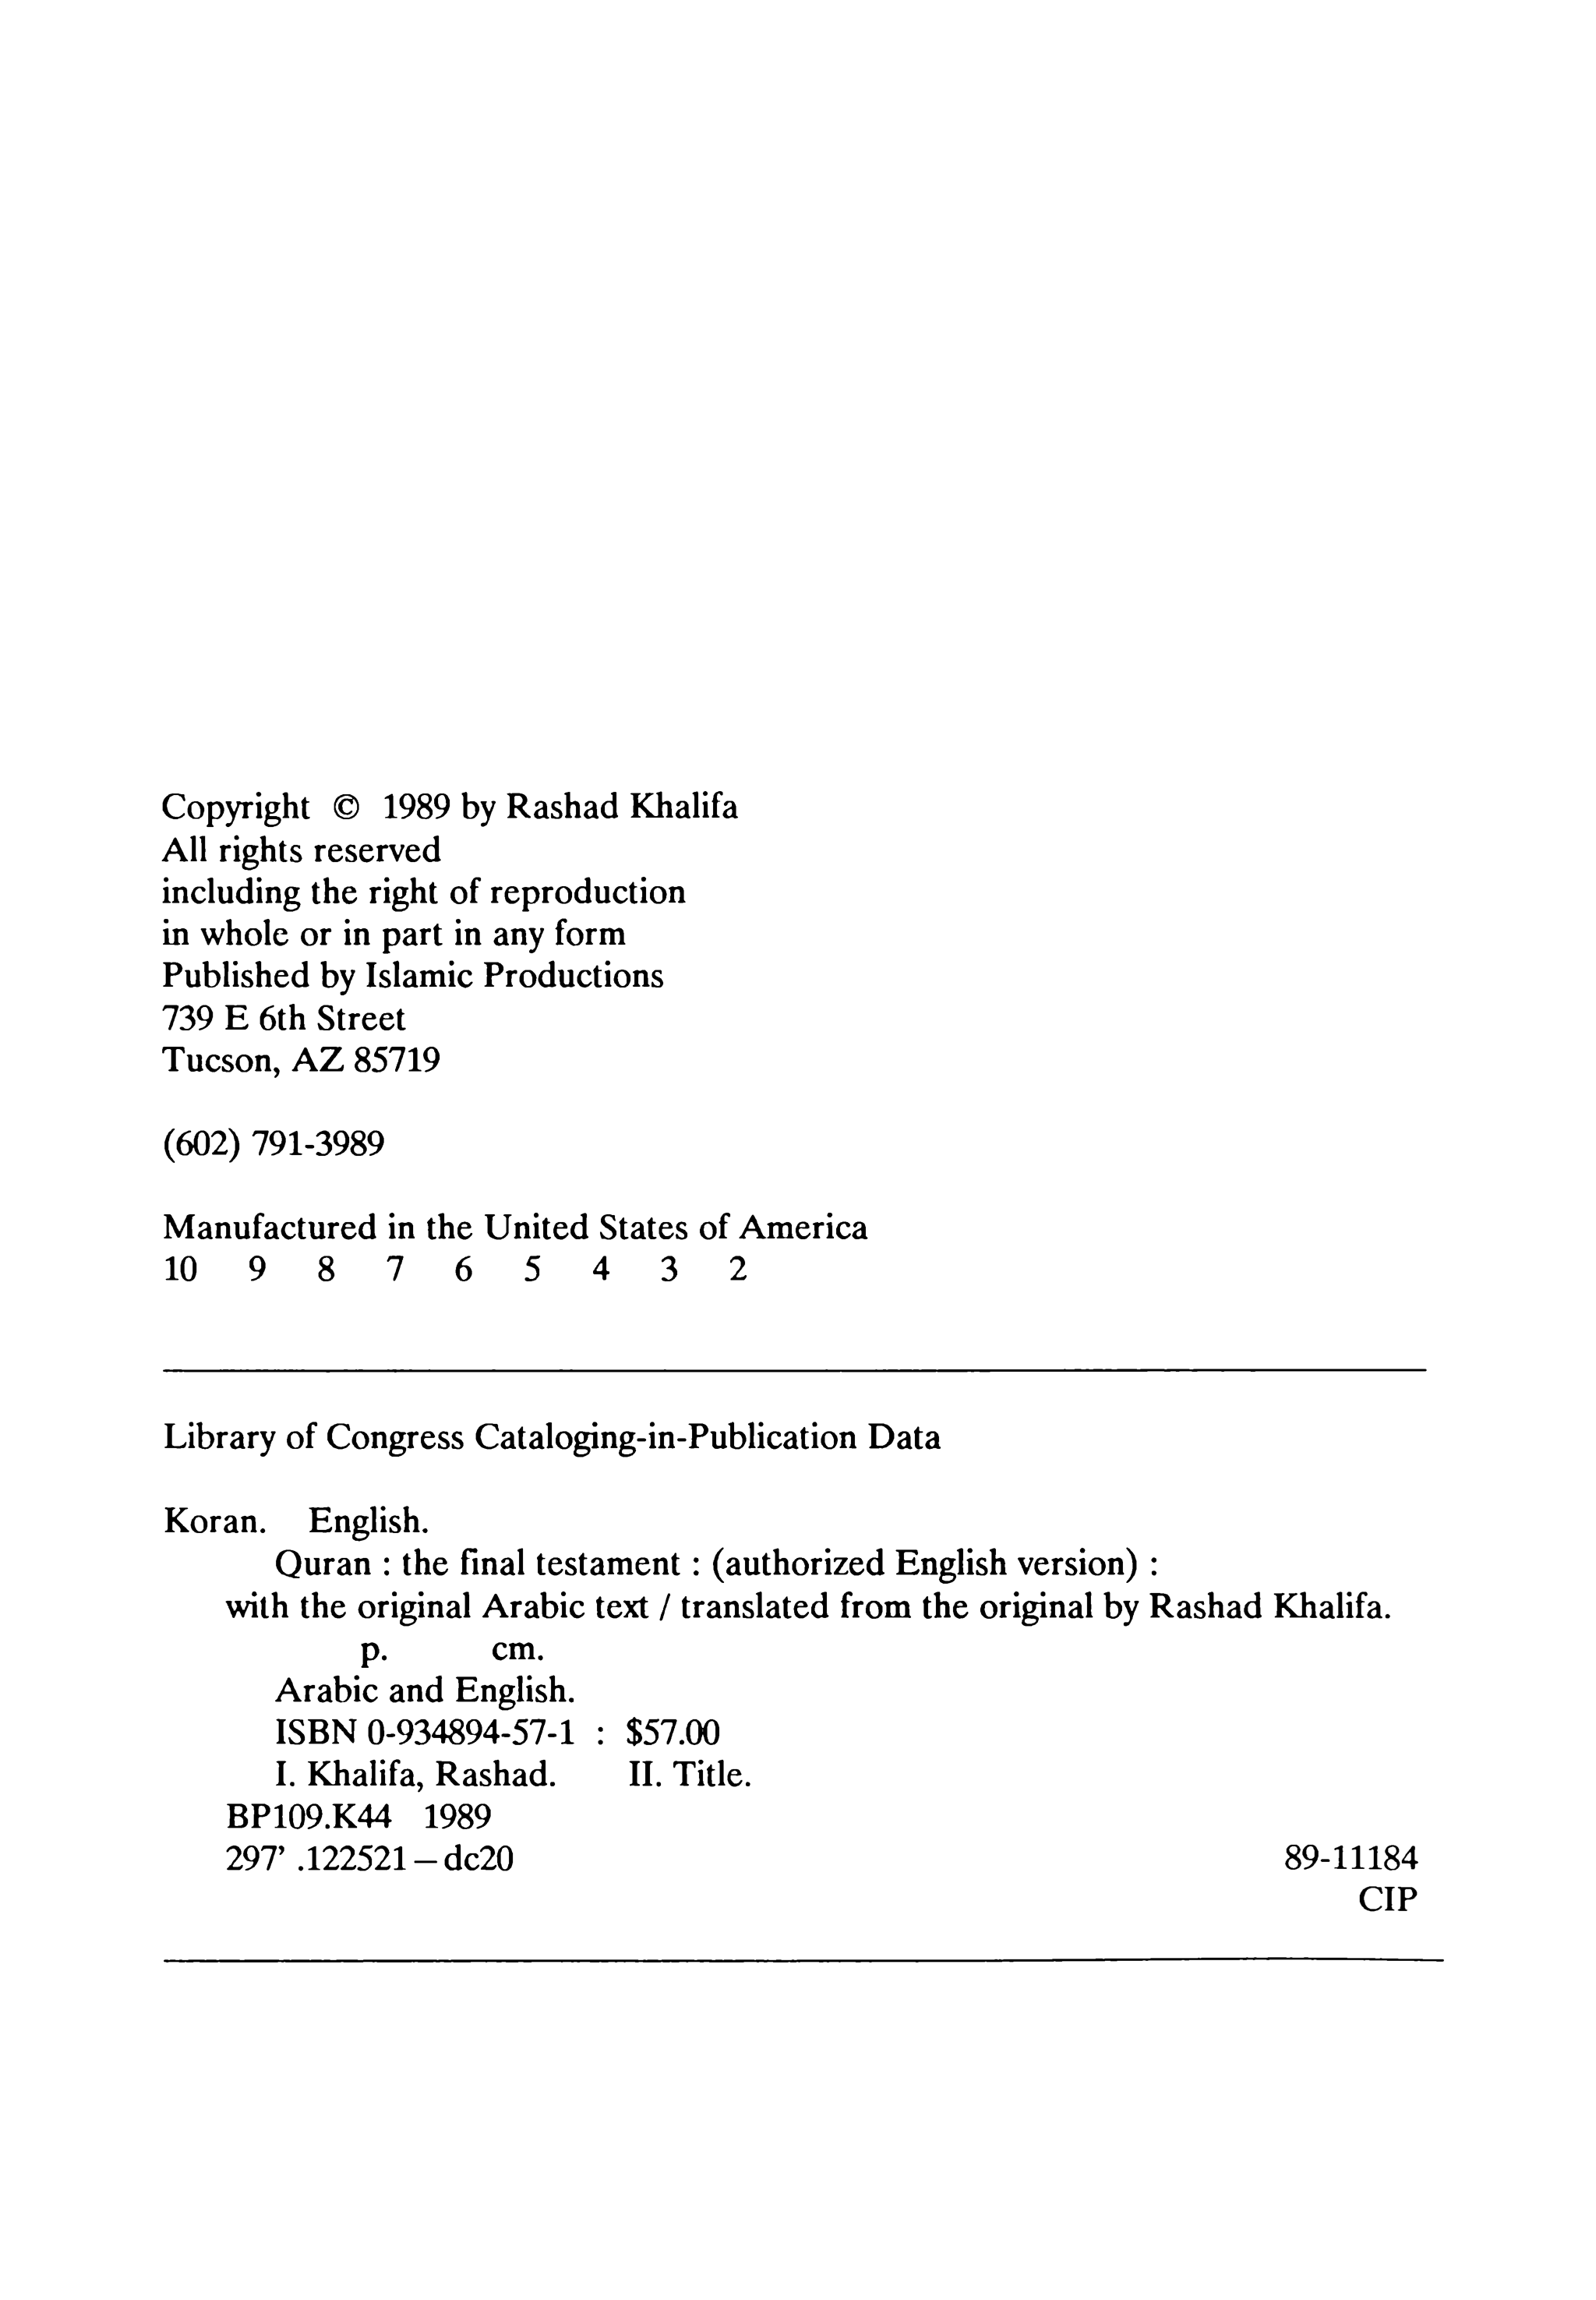 Copyright © 1989 by Rashad Khalifa
All rights reserved
including the right of reproduction
in whole or in part in any form
Published by Islamic Productions
739 E 6th Street
Tucson, AZ 85719
(602) 791-3989
Manufactured in the United States of America
10 9 8 7 6 5 4 3 2
Library of Congress Cataloging-in-Publication Data
Koran. English.
Quran : the final testament : (authorized English version) :
with the original Arabic text / translated from the original by Rashad Khalifa.
p. cm.
Arabic and English.
ISBN 0-934894-57-1 : $57.00
I. Khalifa, Rashad. II. Title.
BP109.K44 1989
297’ .122521 – dc20 89-11184
CIP